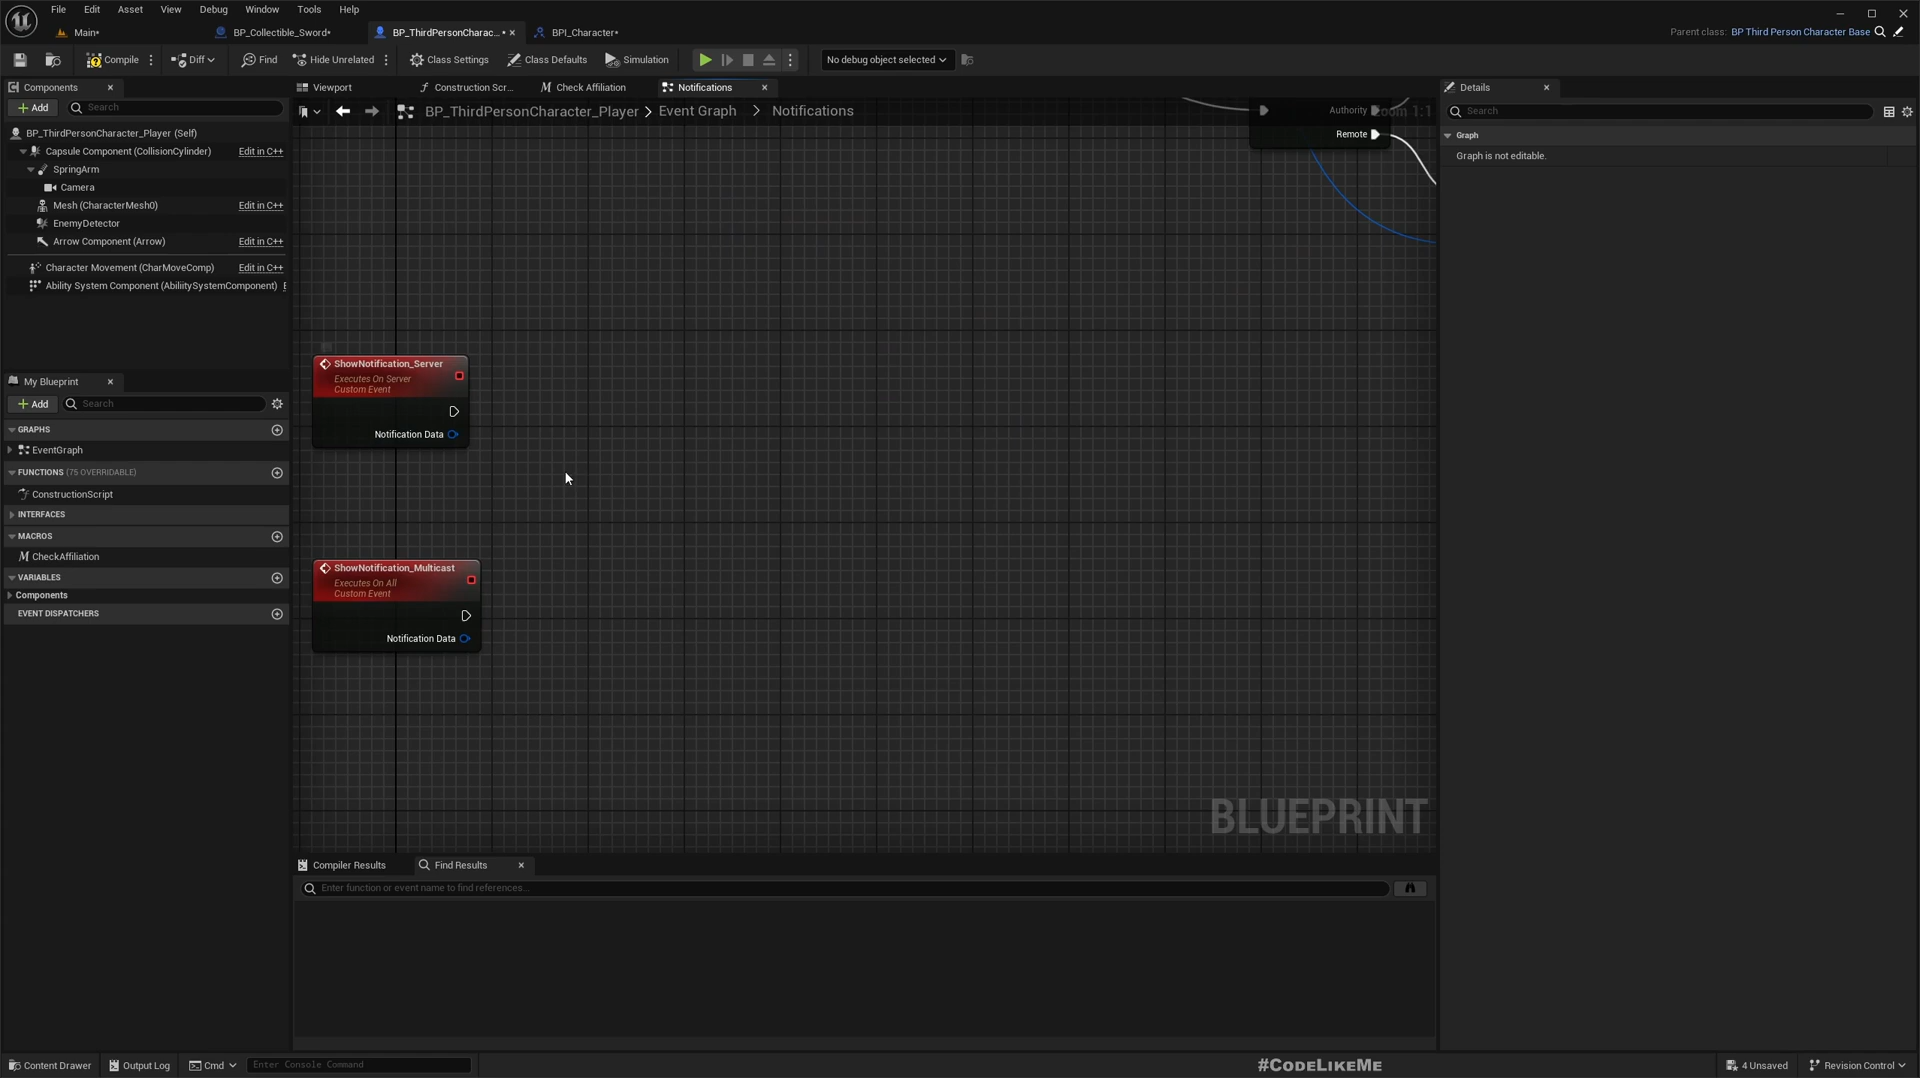 File Edit Asset View Debug Window Tools Help
Main*
BP_Collectible_Sword*
BP_ThirdPersonCharac... *
BPI_Character*
Parent class: BP Third Person Character Base
Compile
Diff
Find
Hide Unrelated
Class Settings
Class Defaults
Simulation
No debug object selected
Components
Add
Search
BP_ThirdPersonCharacter_Player (Self)
Capsule Component (CollisionCylinder) Edit in C++
SpringArm
Camera
Mesh (CharacterMesh0) Edit in C++
EnemyDetector
Arrow Component (Arrow) Edit in C++
Character Movement (CharMoveComp) Edit in C++
Ability System Component (AbiliitySystemComponent) E
My Blueprint
Add
Search
GRAPHS
EventGraph
FUNCTIONS (75 OVERRIDABLE)
ConstructionScript
INTERFACES
MACROS
CheckAffiliation
VARIABLES
Components
EVENT DISPATCHERS
Viewport
Construction Scr...
Check Affiliation
Notifications
BP_ThirdPersonCharacter_Player > Event Graph > Notifications
Zoom 1:1
Authority
Remote
ShowNotification_Server
Executes On Server
Custom Event
Notification Data
ShowNotification_Multicast
Executes On All
Custom Event
Notification Data
BLUEPRINT
Compiler Results
Find Results
Enter function or event name to find references...
Details
Search
Graph
Graph is not editable.
Content Drawer
Output Log
Cmd
Enter Console Command
#CODELIKEME
4 Unsaved
Revision Control